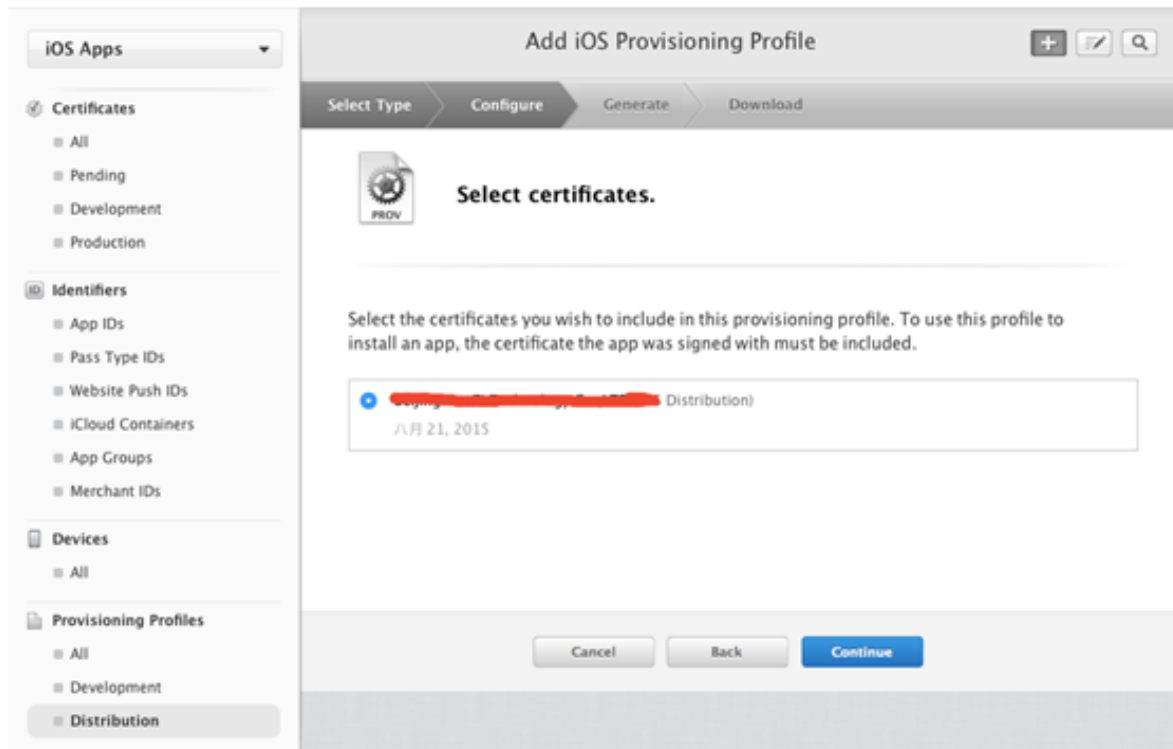 iOS Apps
Certificates
All
Pending
Development
Production
Identifiers
App IDs
Pass Type IDs
Website Push IDs
iCloud Containers
App Groups
Merchant IDs
Devices
All
Provisioning Profiles
All
Development
Distribution
Add iOS Provisioning Profile
Select Type
Configure
Generate
Download
PROV
Select certificates.
Select the certificates you wish to include in this provisioning profile. To use this profile to
install an app, the certificate the app was signed with must be included.
Distribution)
八月 21, 2015
Cancel
Back
Continue